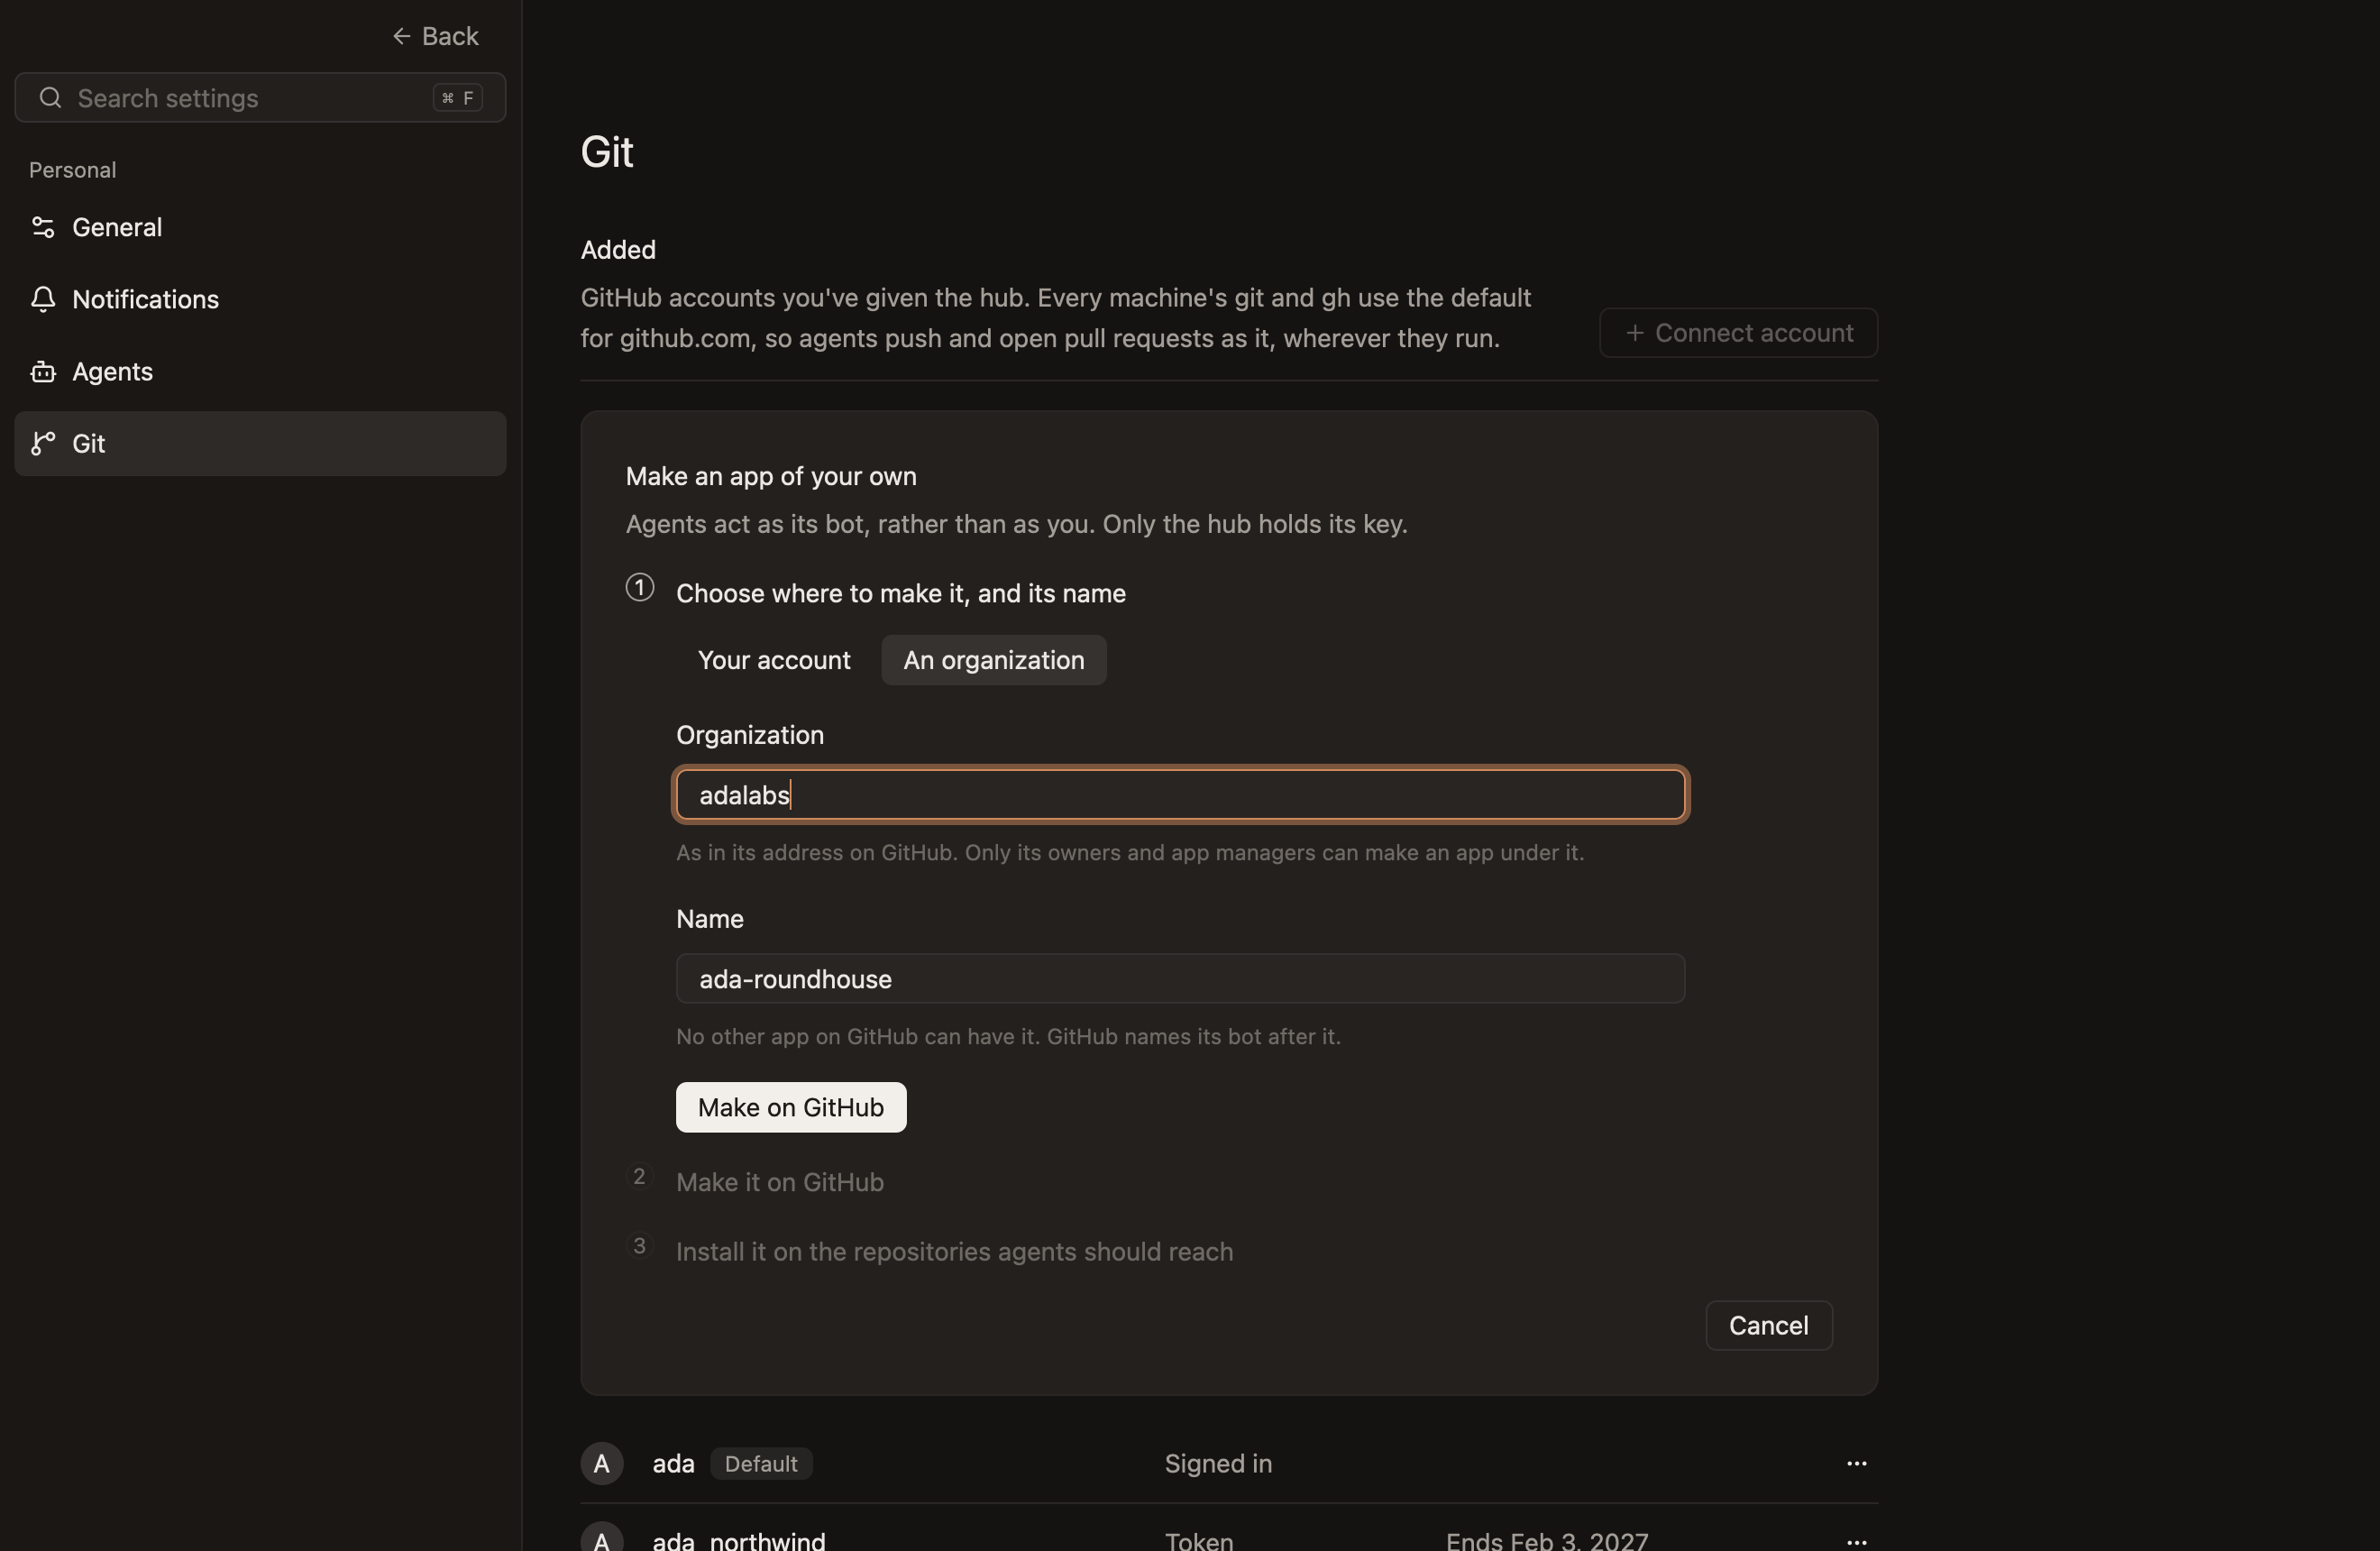 ← Back
Search settings
⌘ F
Personal
General
Notifications
Agents
Git
Git
Added
GitHub accounts you've given the hub. Every machine's git and gh use the default
for github.com, so agents push and open pull requests as it, wherever they run.
+ Connect account
Make an app of your own
Agents act as its bot, rather than as you. Only the hub holds its key.
1 Choose where to make it, and its name
Your account An organization
Organization
adalabs
As in its address on GitHub. Only its owners and app managers can make an app under it.
Name
ada-roundhouse
No other app on GitHub can have it. GitHub names its bot after it.
Make on GitHub
2 Make it on GitHub
3 Install it on the repositories agents should reach
Cancel
A ada Default Signed in ...
A ada_northwind Token Ends Feb 3, 2027 ...